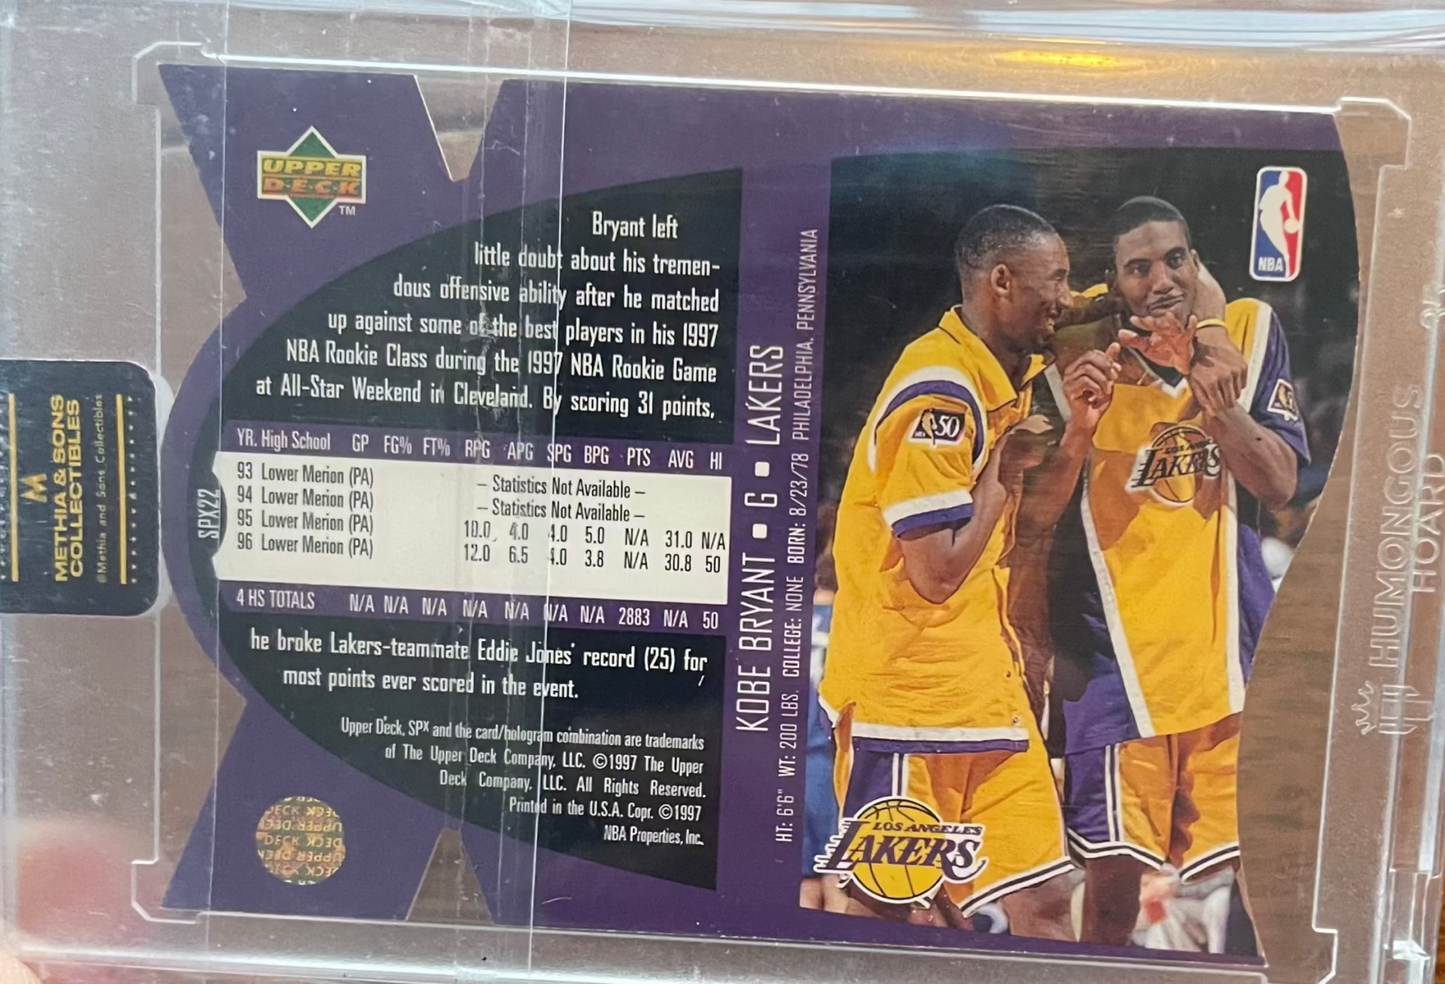 UPPER
D·E·C·K
TM
Bryant left
little doubt about his tremen-
dous offensive ability after he matched
up against some of the best players in his 1997
NBA Rookie Class during the 1997 NBA Rookie Game
at All-Star Weekend in Cleveland. By scoring 31 points,
YR. High School GP FG% FT% RPG APG SPG BPG PTS AVG HI
93 Lower Merion (PA) – Statistics Not Available –
94 Lower Merion (PA) – Statistics Not Available –
95 Lower Merion (PA) 10.0 4.0 4.0 5.0 N/A 31.0 N/A
96 Lower Merion (PA) 12.0 6.5 4.0 3.8 N/A 30.8 50
4 HS TOTALS N/A N/A N/A N/A N/A N/A N/A 2883 N/A 50
he broke Lakers-teammate Eddie Jones' record (25) for
most points ever scored in the event.
Upper Deck, SPx and the card/hologram combination are trademarks
of The Upper Deck Company, LLC. ©1997 The Upper
Deck Company, LLC. All Rights Reserved.
Printed in the U.S.A. Copr. ©1997
NBA Properties, Inc.
SPX22
KOBE BRYANT ▪ G ▪ LAKERS
HT: 6'6" WT: 200 LBS. COLLEGE: NONE BORN: 8/23/78 PHILADELPHIA, PENNSYLVANIA
NBA
50
LAKERS
LOS ANGELES
LAKERS
UPPER DECK
M
METHIA & SONS
COLLECTIBLES
@Methia_and_Sons_Collectibles
HUMONGOUS
HOARD